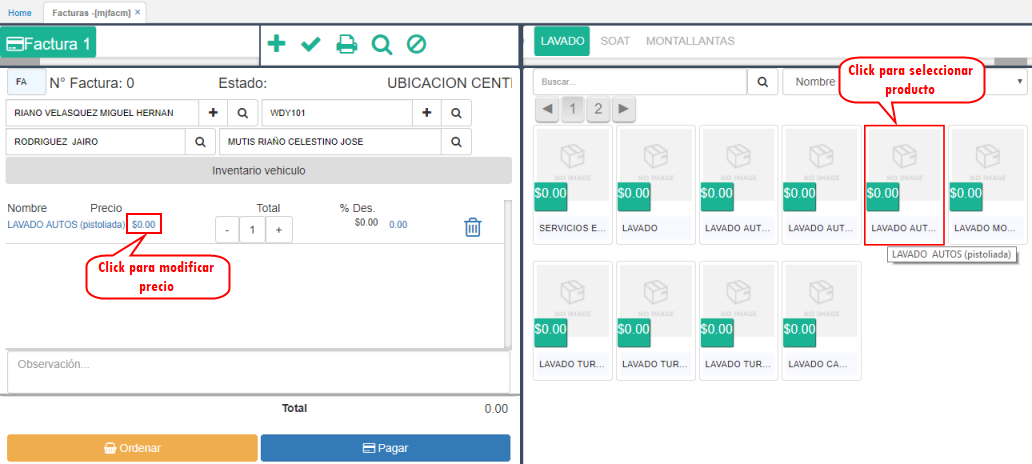 Home
Facturas -[mjfacm] ×
Factura 1
FA
N° Factura: 0
Estado:
UBICACION CENTI
RIANO VELASQUEZ MIGUEL HERNAN
WDY101
RODRIGUEZ JAIRO
MUTIS RIAÑO CELESTINO JOSE
Inventario vehiculo
Nombre
Precio
Total
% Des.
LAVADO AUTOS (pistoliada)
$0.00
-
1
+
$0.00
0.00
Click para modificar
precio
Observación...
Total
0.00
Ordenar
Pagar
LAVADO
SOAT
MONTALLANTAS
Buscar...
Nombre
Click para seleccionar
producto
1
2
NO IMAGE
NO IMAGE
NO IMAGE
NO IMAGE
NO IMAGE
NO IMAGE
$0.00
$0.00
$0.00
$0.00
$0.00
$0.00
SERVICIOS E...
LAVADO
LAVADO AUT...
LAVADO AUT...
LAVADO AUT...
LAVADO MO...
LAVADO AUTOS (pistoliada)
NO IMAGE
NO IMAGE
NO IMAGE
NO IMAGE
$0.00
$0.00
$0.00
$0.00
LAVADO TUR...
LAVADO TUR...
LAVADO TUR...
LAVADO CA...